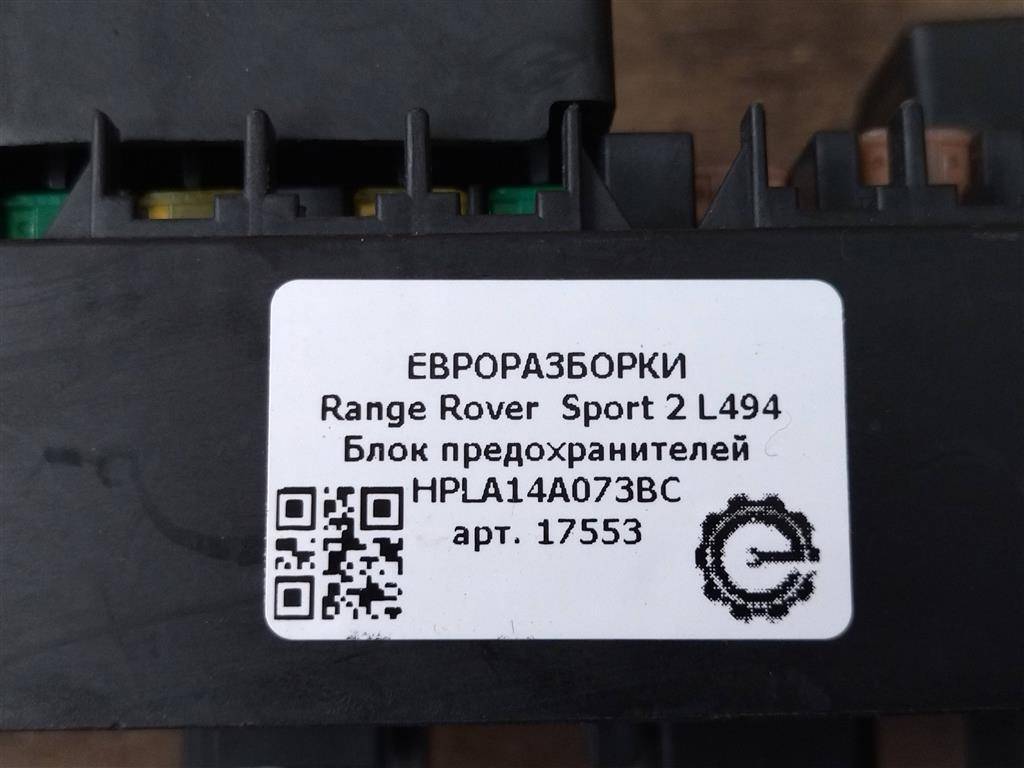 ЕВРОРАЗБОРКИ
Range Rover Sport 2 L494
Блок предохранителей
HPLA14A073BC
арт. 17553